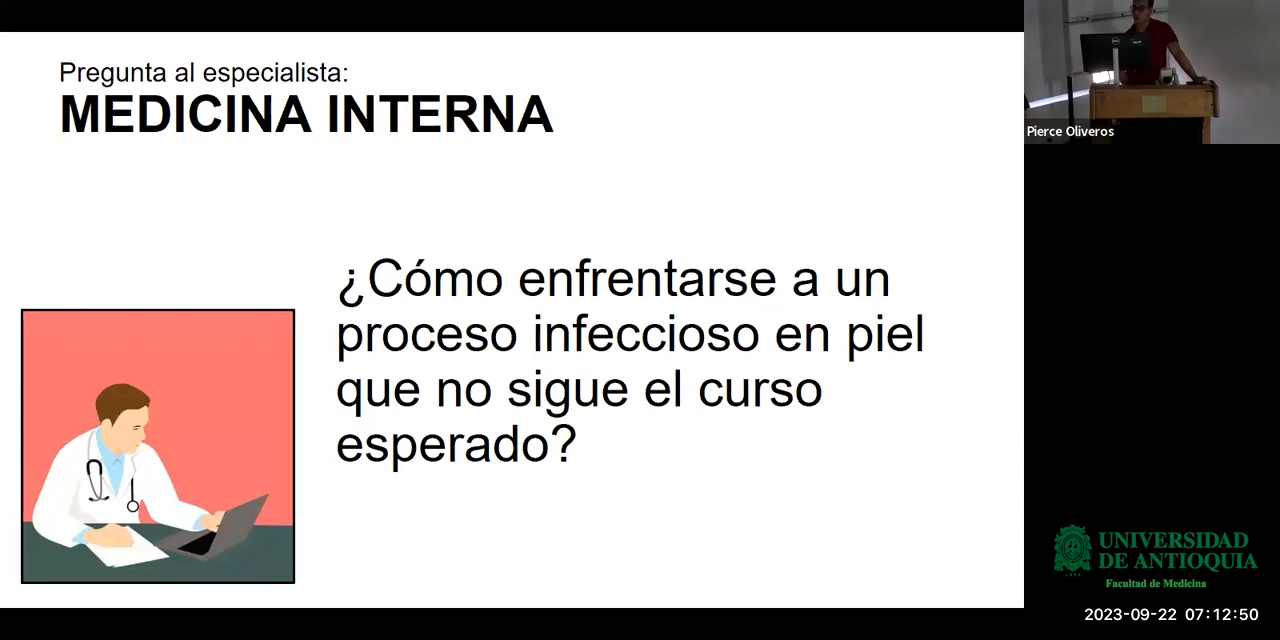 Pregunta al especialista:
MEDICINA INTERNA
¿Cómo enfrentarse a un
proceso infeccioso en piel
que no sigue el curso
esperado?
Pierce Oliveros
UNIVERSIDAD
DE ANTIOQUIA
Facultad de Medicina
2023-09-22 07:12:50